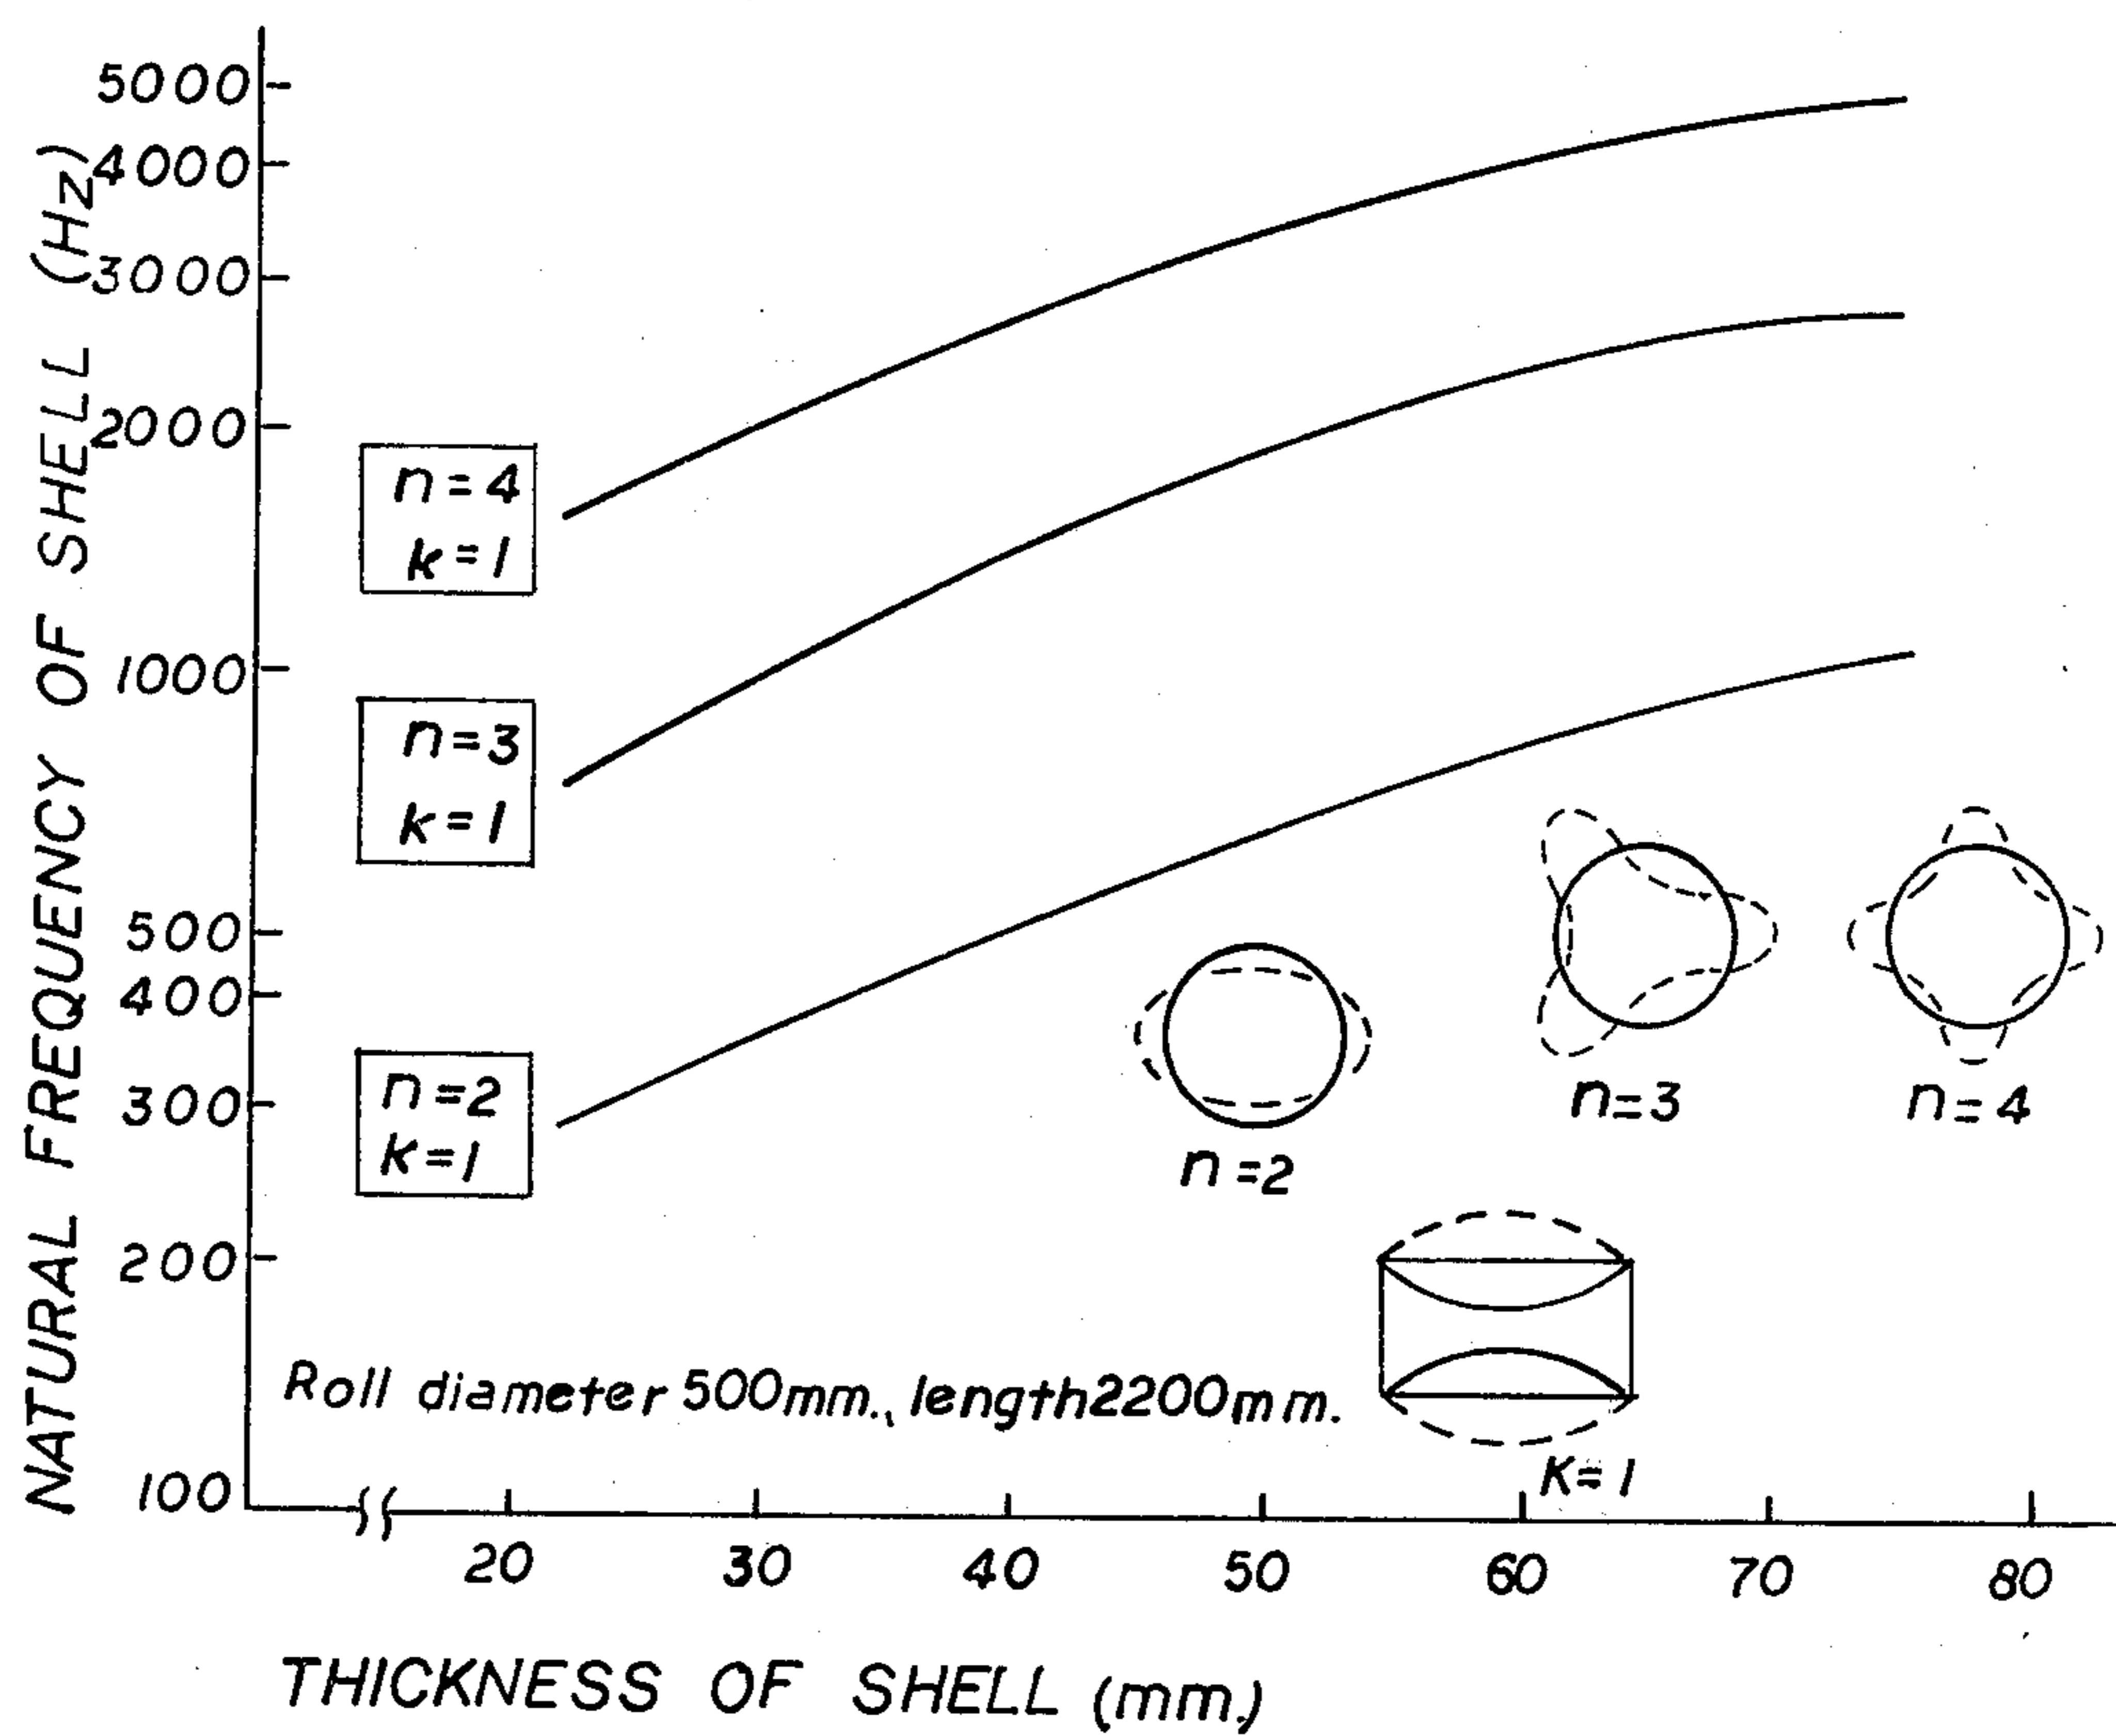 NATURAL FREQUENCY OF SHELL (Hz)
5000
4000
3000
2000
1000
500
400
300
200
100
n=4
k=1
n=3
k=1
n=2
k=1
n=2
n=3
n=4
K=1
Roll diameter 500mm., length 2200mm.
20 30 40 50 60 70 80
THICKNESS OF SHELL (mm.)